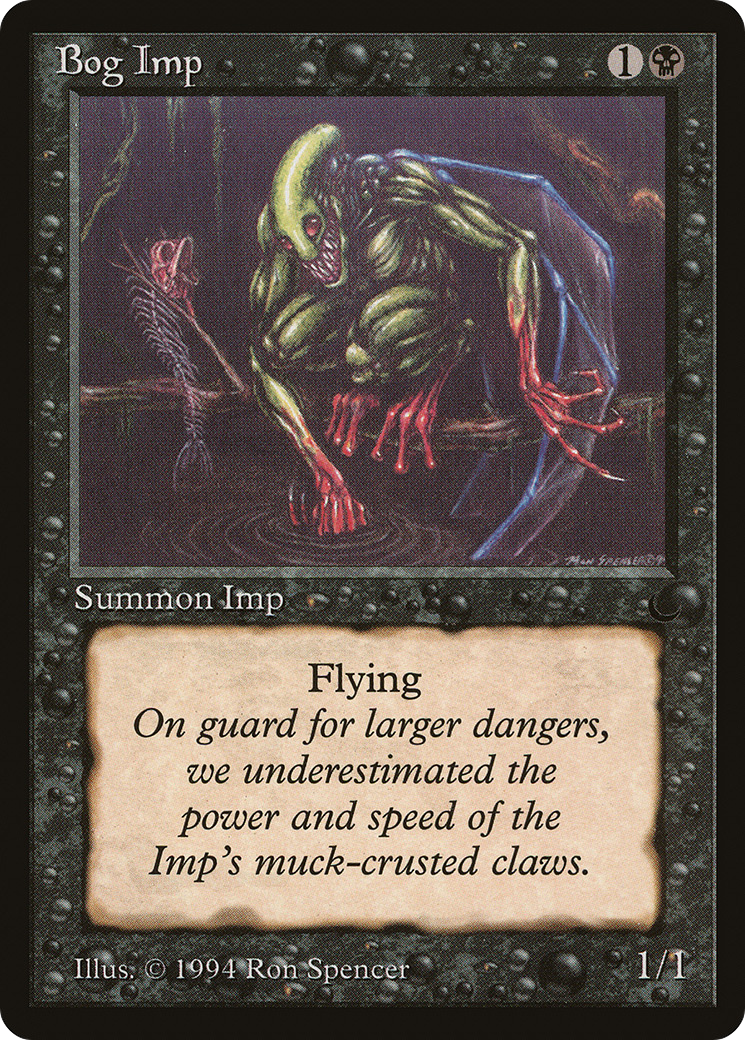 Bog Imp 1
Summon Imp
Flying
On guard for larger dangers,
we underestimated the
power and speed of the
Imp's muck-crusted claws.
Illus. © 1994 Ron Spencer 1/1